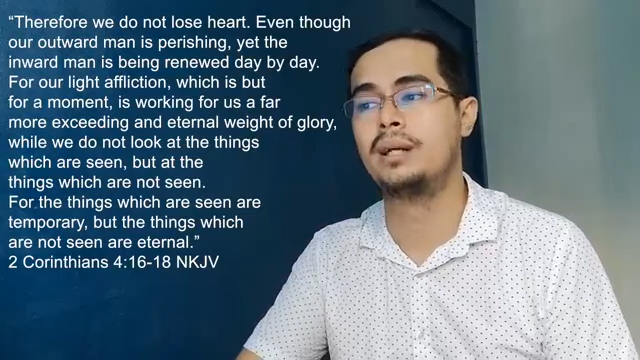 “Therefore we do not lose heart. Even though
our outward man is perishing, yet the
inward man is being renewed day by day.
For our light affliction, which is but
for a moment, is working for us a far
more exceeding and eternal weight of glory,
while we do not look at the things
which are seen, but at the
things which are not seen.
For the things which are seen are
temporary, but the things which
are not seen are eternal.”
2 Corinthians 4:16-18 NKJV